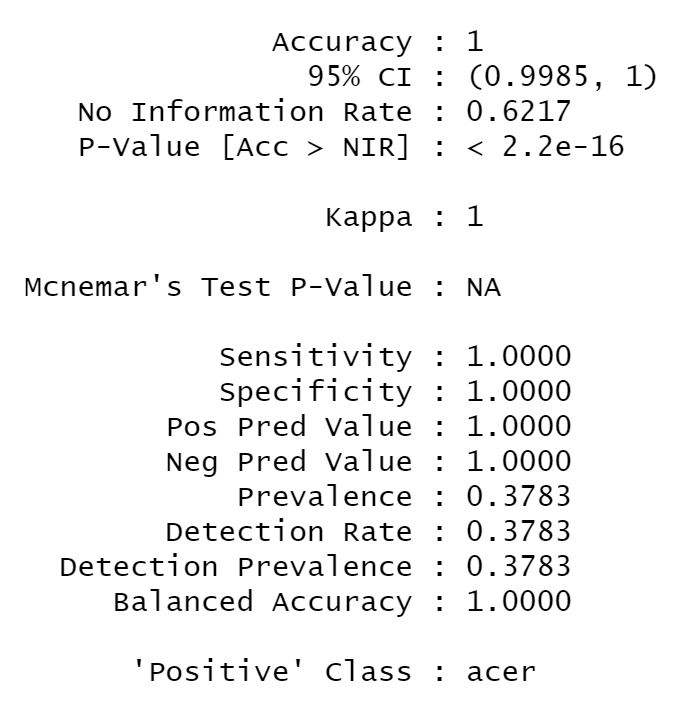 Accuracy : 1
95% CI : (0.9985, 1)
No Information Rate : 0.6217
P-Value [Acc > NIR] : < 2.2e-16
Kappa : 1
Mcnemar's Test P-Value : NA
Sensitivity : 1.0000
Specificity : 1.0000
Pos Pred Value : 1.0000
Neg Pred Value : 1.0000
Prevalence : 0.3783
Detection Rate : 0.3783
Detection Prevalence : 0.3783
Balanced Accuracy : 1.0000
'Positive' Class : acer